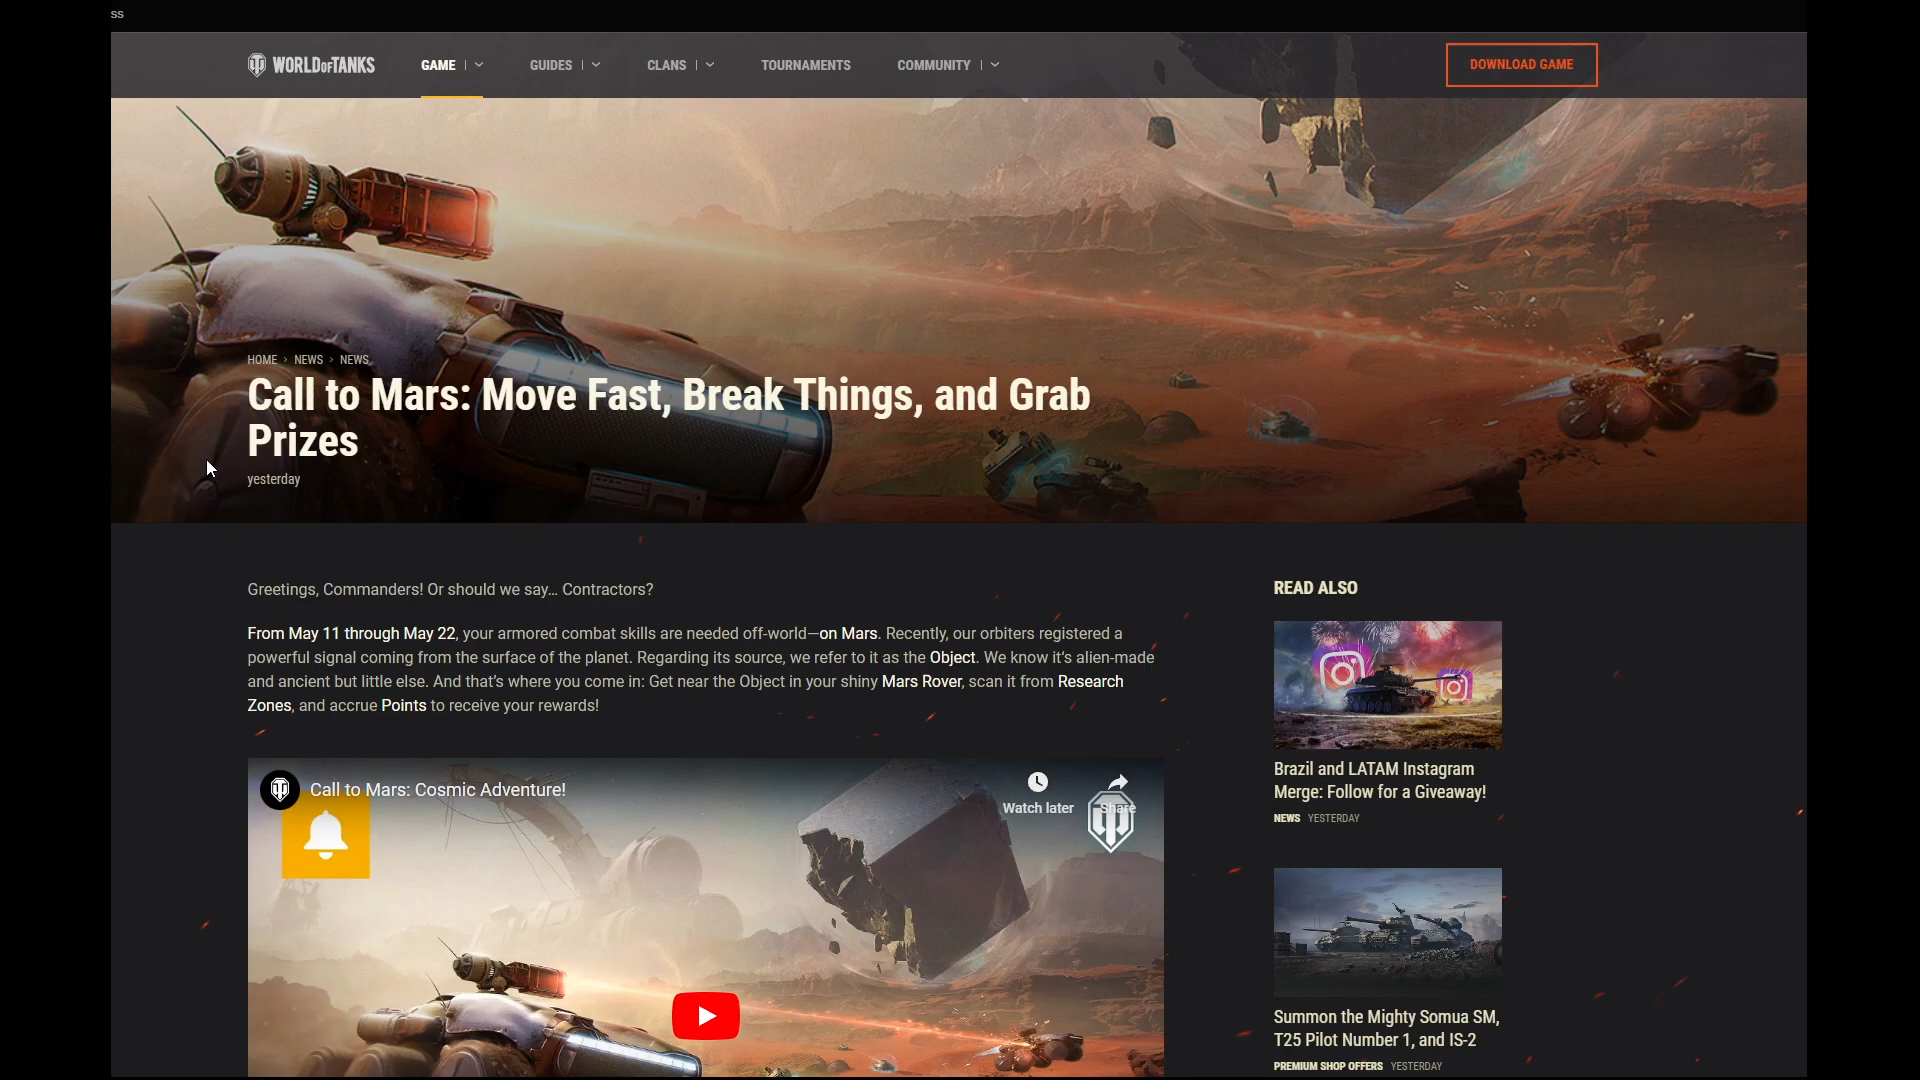 ss
WORLD OF TANKS
GAME
GUIDES
CLANS
TOURNAMENTS
COMMUNITY
DOWNLOAD GAME
HOME › NEWS › NEWS
Call to Mars: Move Fast, Break Things, and Grab
Prizes
yesterday
Greetings, Commanders! Or should we say... Contractors?
From May 11 through May 22, your armored combat skills are needed off-world—on Mars. Recently, our orbiters registered a
powerful signal coming from the surface of the planet. Regarding its source, we refer to it as the Object. We know it's alien-made
and ancient but little else. And that's where you come in: Get near the Object in your shiny Mars Rover, scan it from Research
Zones, and accrue Points to receive your rewards!
Call to Mars: Cosmic Adventure!
Watch later
Share
READ ALSO
Brazil and LATAM Instagram
Merge: Follow for a Giveaway!
NEWS YESTERDAY
Summon the Mighty Somua SM,
T25 Pilot Number 1, and IS-2
PREMIUM SHOP OFFERS YESTERDAY